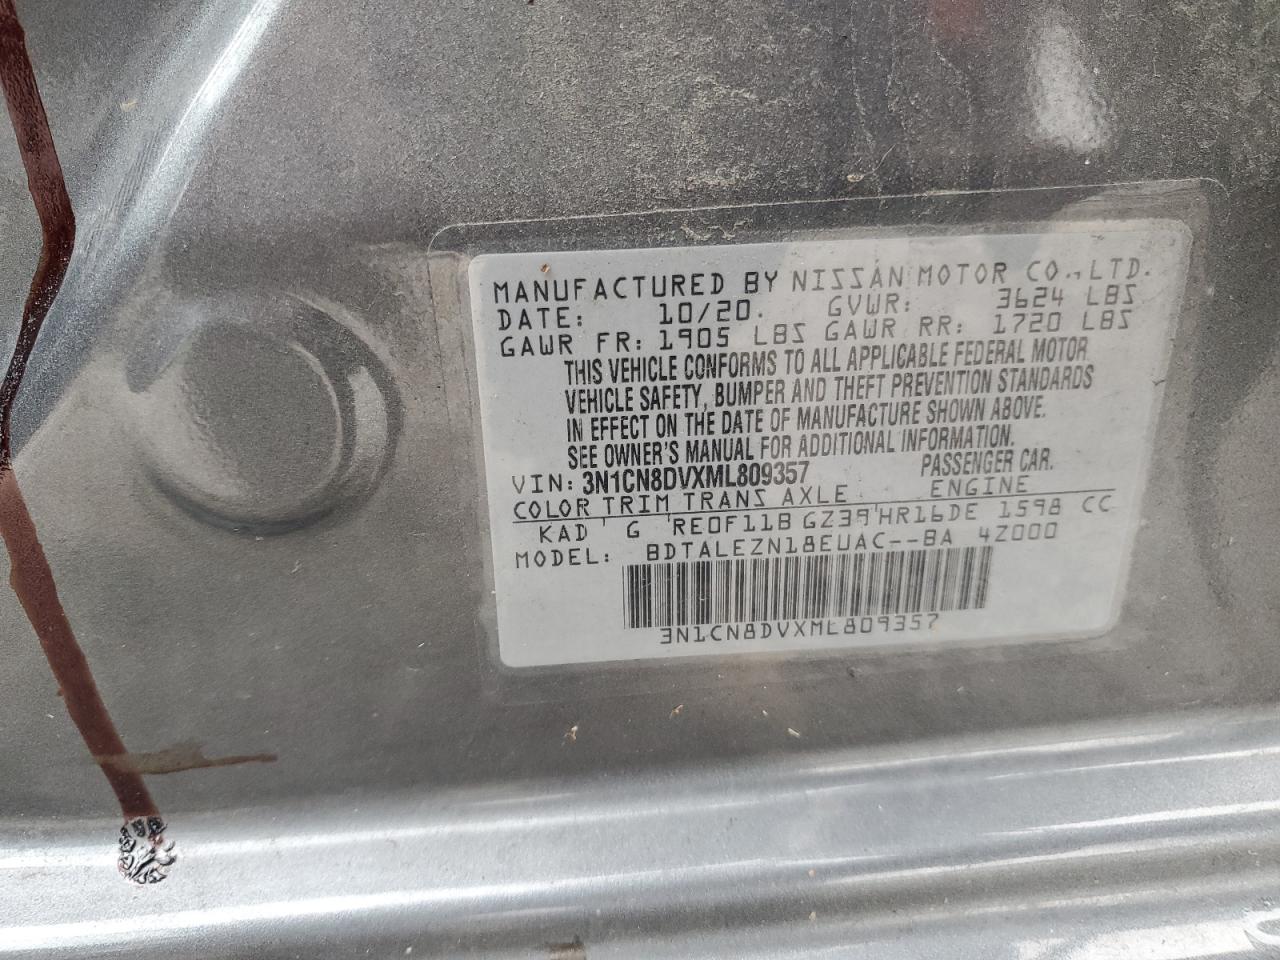 MANUFACTURED BY NISSAN MOTOR CO.,LTD.
DATE: 10/20. GVWR: 3624 LBS
GAWR FR: 1905 LBS GAWR RR: 1720 LBS
THIS VEHICLE CONFORMS TO ALL APPLICABLE FEDERAL MOTOR
VEHICLE SAFETY, BUMPER AND THEFT PREVENTION STANDARDS
IN EFFECT ON THE DATE OF MANUFACTURE SHOWN ABOVE.
SEE OWNER'S MANUAL FOR ADDITIONAL INFORMATION.
VIN: 3N1CN8DVXML809357 PASSENGER CAR.
COLOR TRIM TRANS AXLE ENGINE
KAD G RE0F11B GZ39 HR16DE 1598 CC
MODEL: BDTALEZN18EUAC--BA 4Z000
3N1CN8DVXML809357